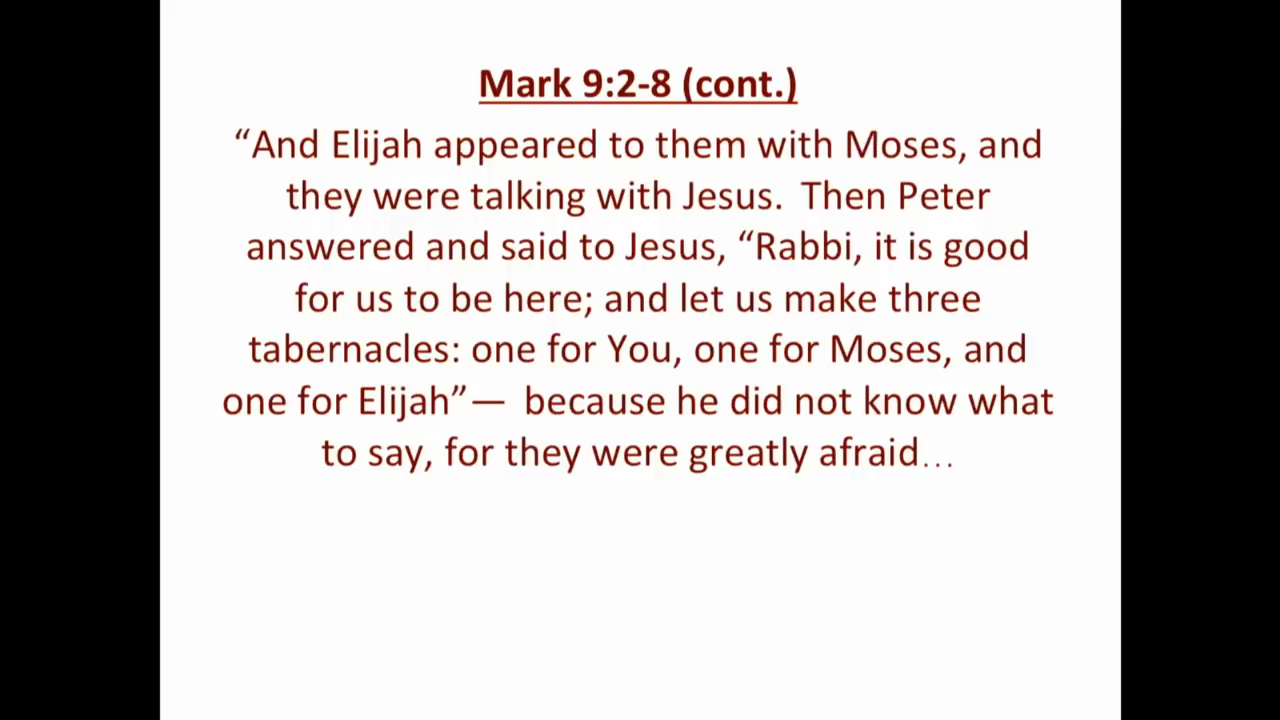 Mark 9:2-8 (cont.)
“And Elijah appeared to them with Moses, and
they were talking with Jesus.  Then Peter
answered and said to Jesus, “Rabbi, it is good
for us to be here; and let us make three
tabernacles: one for You, one for Moses, and
one for Elijah”—  because he did not know what
to say, for they were greatly afraid…